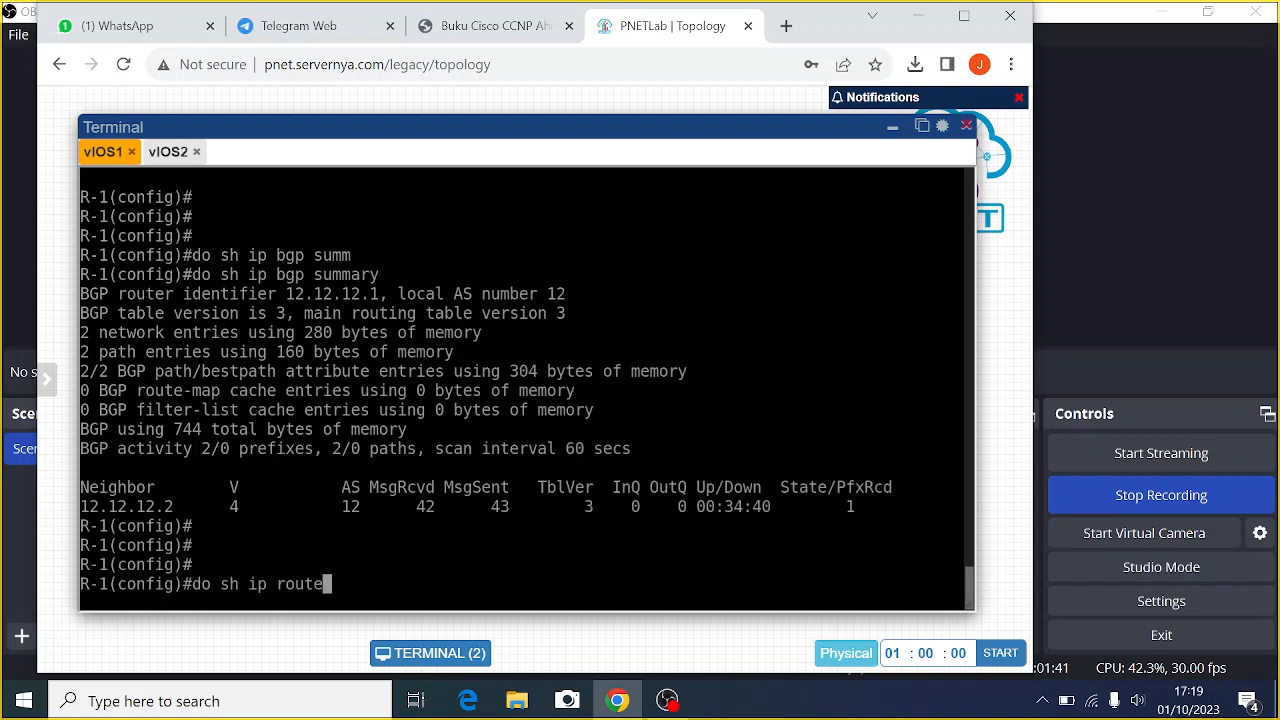 OB
(1) WhatsApp
Telegram Web
Buku Cisco CCNP An
PNETLab | Topology
File
Not secure
pnet.servernya.com/legacy/topology
J
Notifications
Terminal
vIOS1
vIOS2
T
R-1(config)#
R-1(config)#
R-1(config)#
R-1(config)#do sh ip bgp summ
R-1(config)#do sh ip bgp summary
BGP router identifier 12.12.12.1, local AS number 12
BGP table version is 3, main routing table version 3
2 network entries using 280 bytes of memory
2 path entries using 160 bytes of memory
2/2 BGP path/bestpath attribute entries using 304 bytes of memory
0 BGP route-map cache entries using 0 bytes of memory
0 BGP filter-list cache entries using 0 bytes of memory
BGP using 744 total bytes of memory
BGP activity 2/0 prefixes, 2/0 paths, scan interval 60 secs
Neighbor V AS MsgRcvd MsgSent TblVer InQ OutQ Up/Down State/PfxRcd
12.12.12.2 4 12 42 43 3 0 0 00:34:40 1
R-1(config)#
R-1(config)#
R-1(config)#
R-1(config)#do sh ip route
No s
Scen
Scen
Controls
Start Streaming
Stop Recording
Start Virtual Camera
Studio Mode
Settings
Exit
TERMINAL (2)
Physical
01 : 00 : 00
START
:01:41
CPU: 42.3%, 30.00 fps
Type here to search
17:19
01/10/2023
4